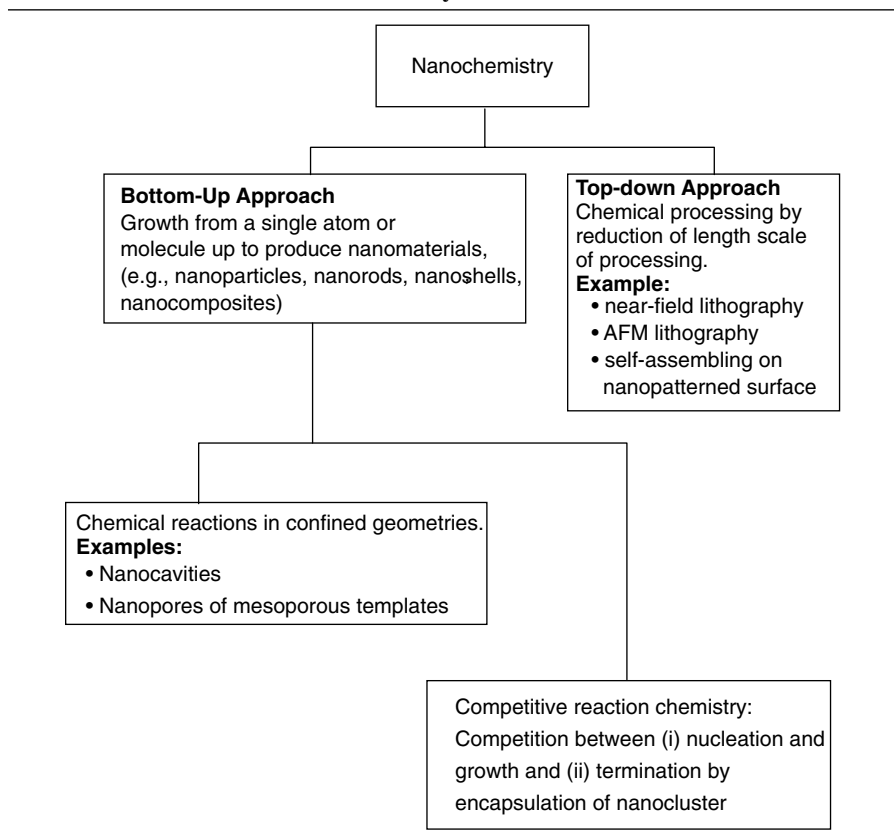 Nanochemistry
Bottom-Up Approach
Growth from a single atom or
molecule up to produce nanomaterials,
(e.g., nanoparticles, nanorods, nanoshells,
nanocomposites)
Top-down Approach
Chemical processing by
reduction of length scale
of processing.
Example:
• near-field lithography
• AFM lithography
• self-assembling on
nanopatterned surface
Chemical reactions in confined geometries.
Examples:
• Nanocavities
• Nanopores of mesoporous templates
Competitive reaction chemistry:
Competition between (i) nucleation and
growth and (ii) termination by
encapsulation of nanocluster